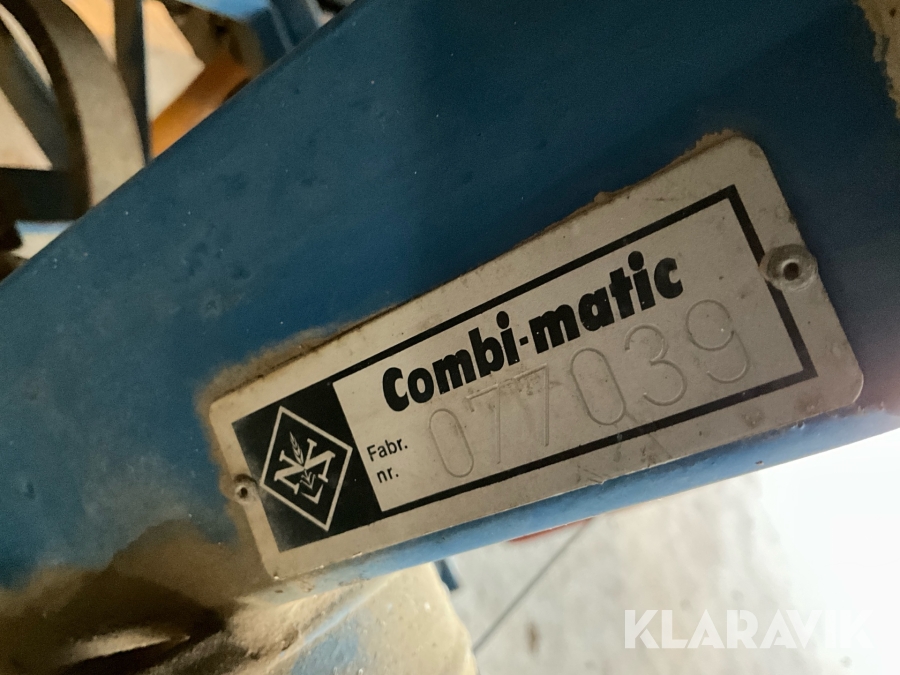 Combi-matic
Fabr.
nr. 077039
KLARAVIK